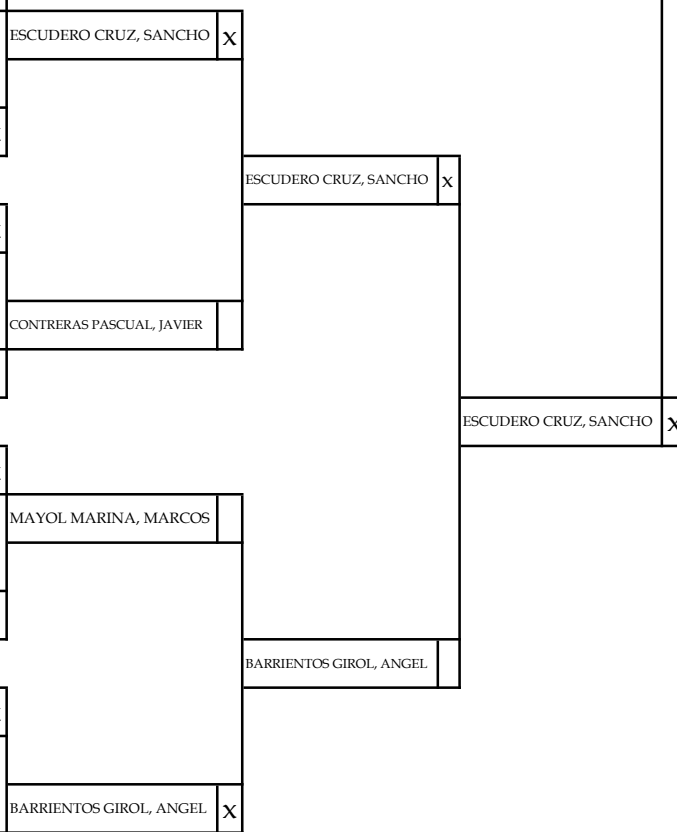 ESCUDERO CRUZ, SANCHO X
ESCUDERO CRUZ, SANCHO X
CONTRERAS PASCUAL, JAVIER
ESCUDERO CRUZ, SANCHO X
MAYOL MARINA, MARCOS
BARRIENTOS GIROL, ANGEL
BARRIENTOS GIROL, ANGEL X